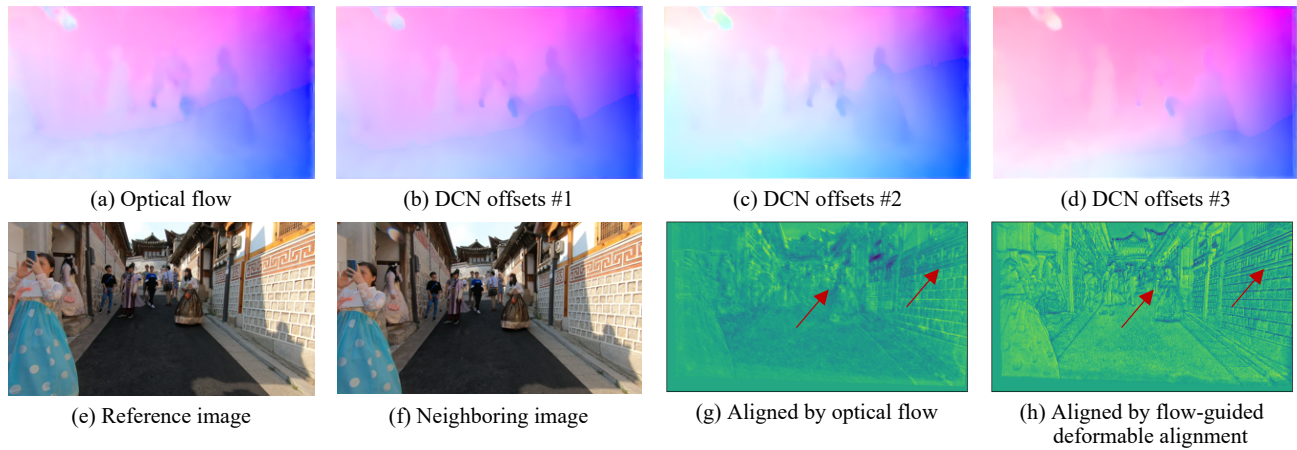 (a) Optical flow
(b) DCN offsets #1
(c) DCN offsets #2
(d) DCN offsets #3
(e) Reference image
(f) Neighboring image
(g) Aligned by optical flow
(h) Aligned by flow-guided
deformable alignment